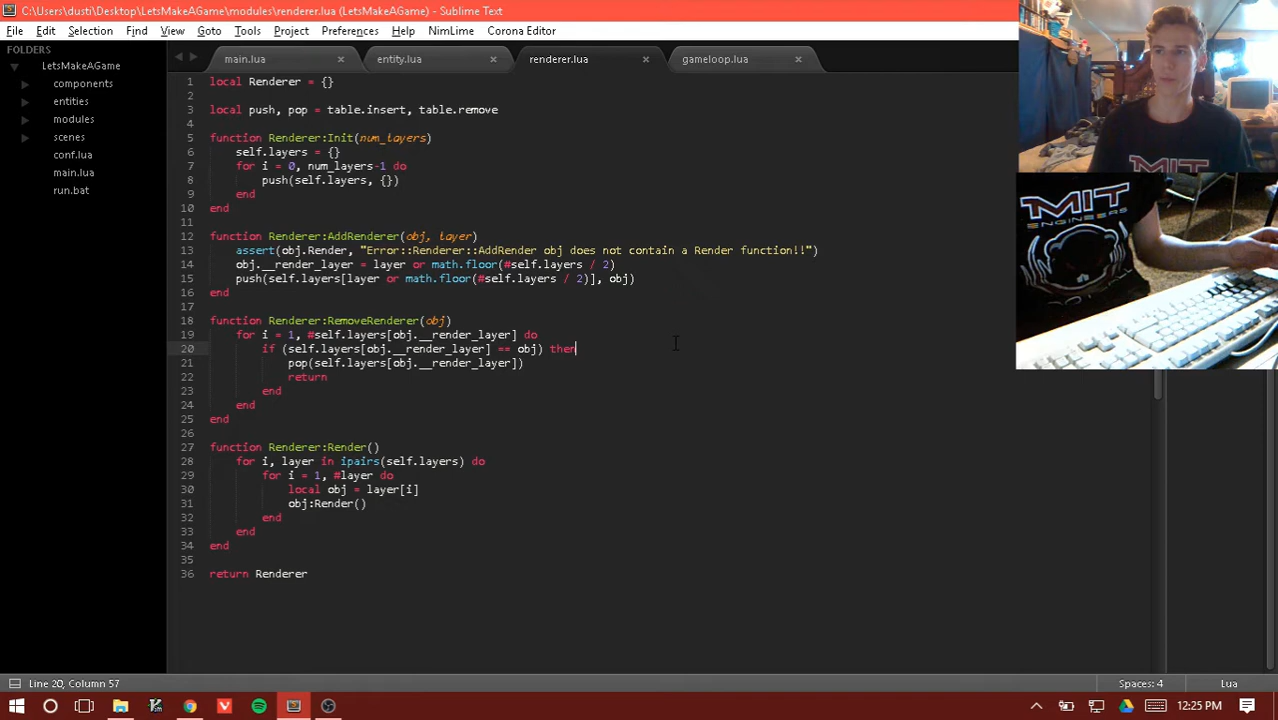 C:\Users\dusti\Desktop\LetsMakeAGame\modules\renderer.lua (LetsMakeAGame) - Sublime Text
File Edit Selection Find View Goto Tools Project Preferences Help NimLime Corona Editor
FOLDERS
LetsMakeAGame
components
entities
modules
scenes
conf.lua
main.lua
run.bat
main.lua entity.lua renderer.lua gameloop.lua
1 local Renderer = {}
2
3 local push, pop = table.insert, table.remove
4
5 function Renderer:Init(num_layers)
6 self.layers = {}
7 for i = 0, num_layers-1 do
8 push(self.layers, {})
9 end
10 end
11
12 function Renderer:AddRenderer(obj, layer)
13 assert(obj.Render, "Error::Renderer::AddRender obj does not contain a Render function!!")
14 obj.__render_layer = layer or math.floor(#self.layers / 2)
15 push(self.layers[layer or math.floor(#self.layers / 2)], obj)
16 end
17
18 function Renderer:RemoveRenderer(obj)
19 for i = 1, #self.layers[obj.__render_layer] do
20 if (self.layers[obj.__render_layer] == obj) then
21 pop(self.layers[obj.__render_layer])
22 return
23 end
24 end
25 end
26
27 function Renderer:Render()
28 for i, layer in ipairs(self.layers) do
29 for i = 1, #layer do
30 local obj = layer[i]
31 obj:Render()
32 end
33 end
34 end
35
36 return Renderer
MIT
MIT
ENGINEERS
Line 20, Column 57
Spaces: 4
Lua
12:25 PM